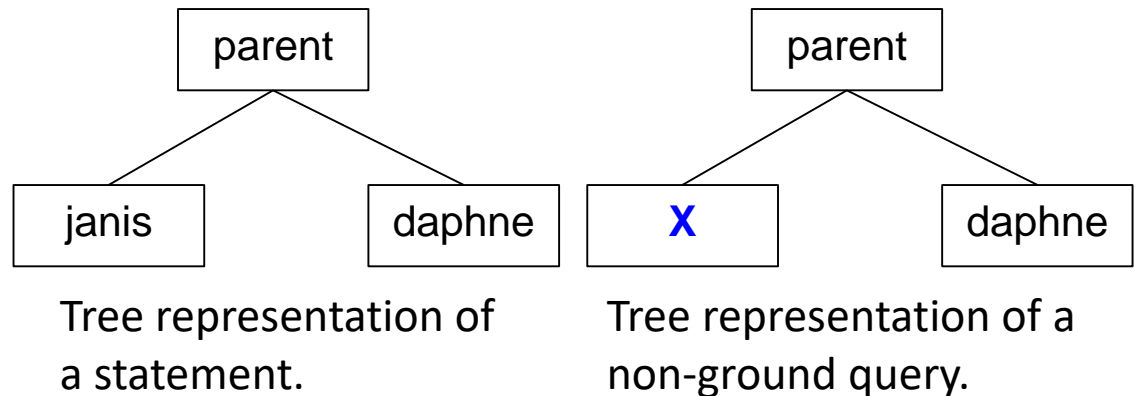 parent
janis
daphne
Tree representation of
a statement.
parent
X
daphne
Tree representation of a
non-ground query.